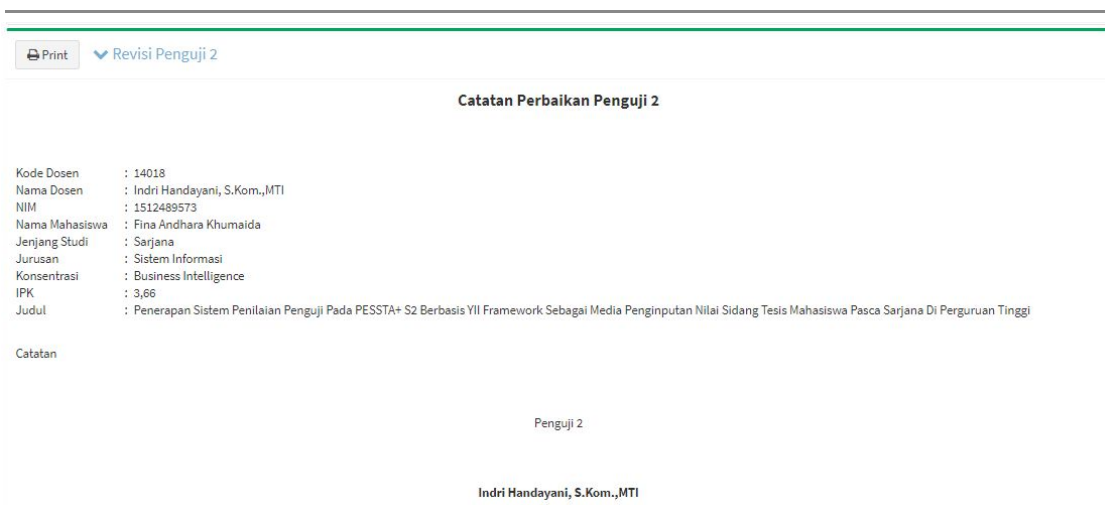 Print Revisi Penguji 2
Catatan Perbaikan Penguji 2
Kode Dosen : 14018
Nama Dosen : Indri Handayani, S.Kom.,MTI
NIM : 1512489573
Nama Mahasiswa : Fina Andhara Khumaida
Jenjang Studi : Sarjana
Jurusan : Sistem Informasi
Konsentrasi : Business Intelligence
IPK : 3,66
Judul : Penerapan Sistem Penilaian Penguji Pada PESSTA+ S2 Berbasis YII Framework Sebagai Media Penginputan Nilai Sidang Tesis Mahasiswa Pasca Sarjana Di Perguruan Tinggi
Catatan
Penguji 2
Indri Handayani, S.Kom.,MTI